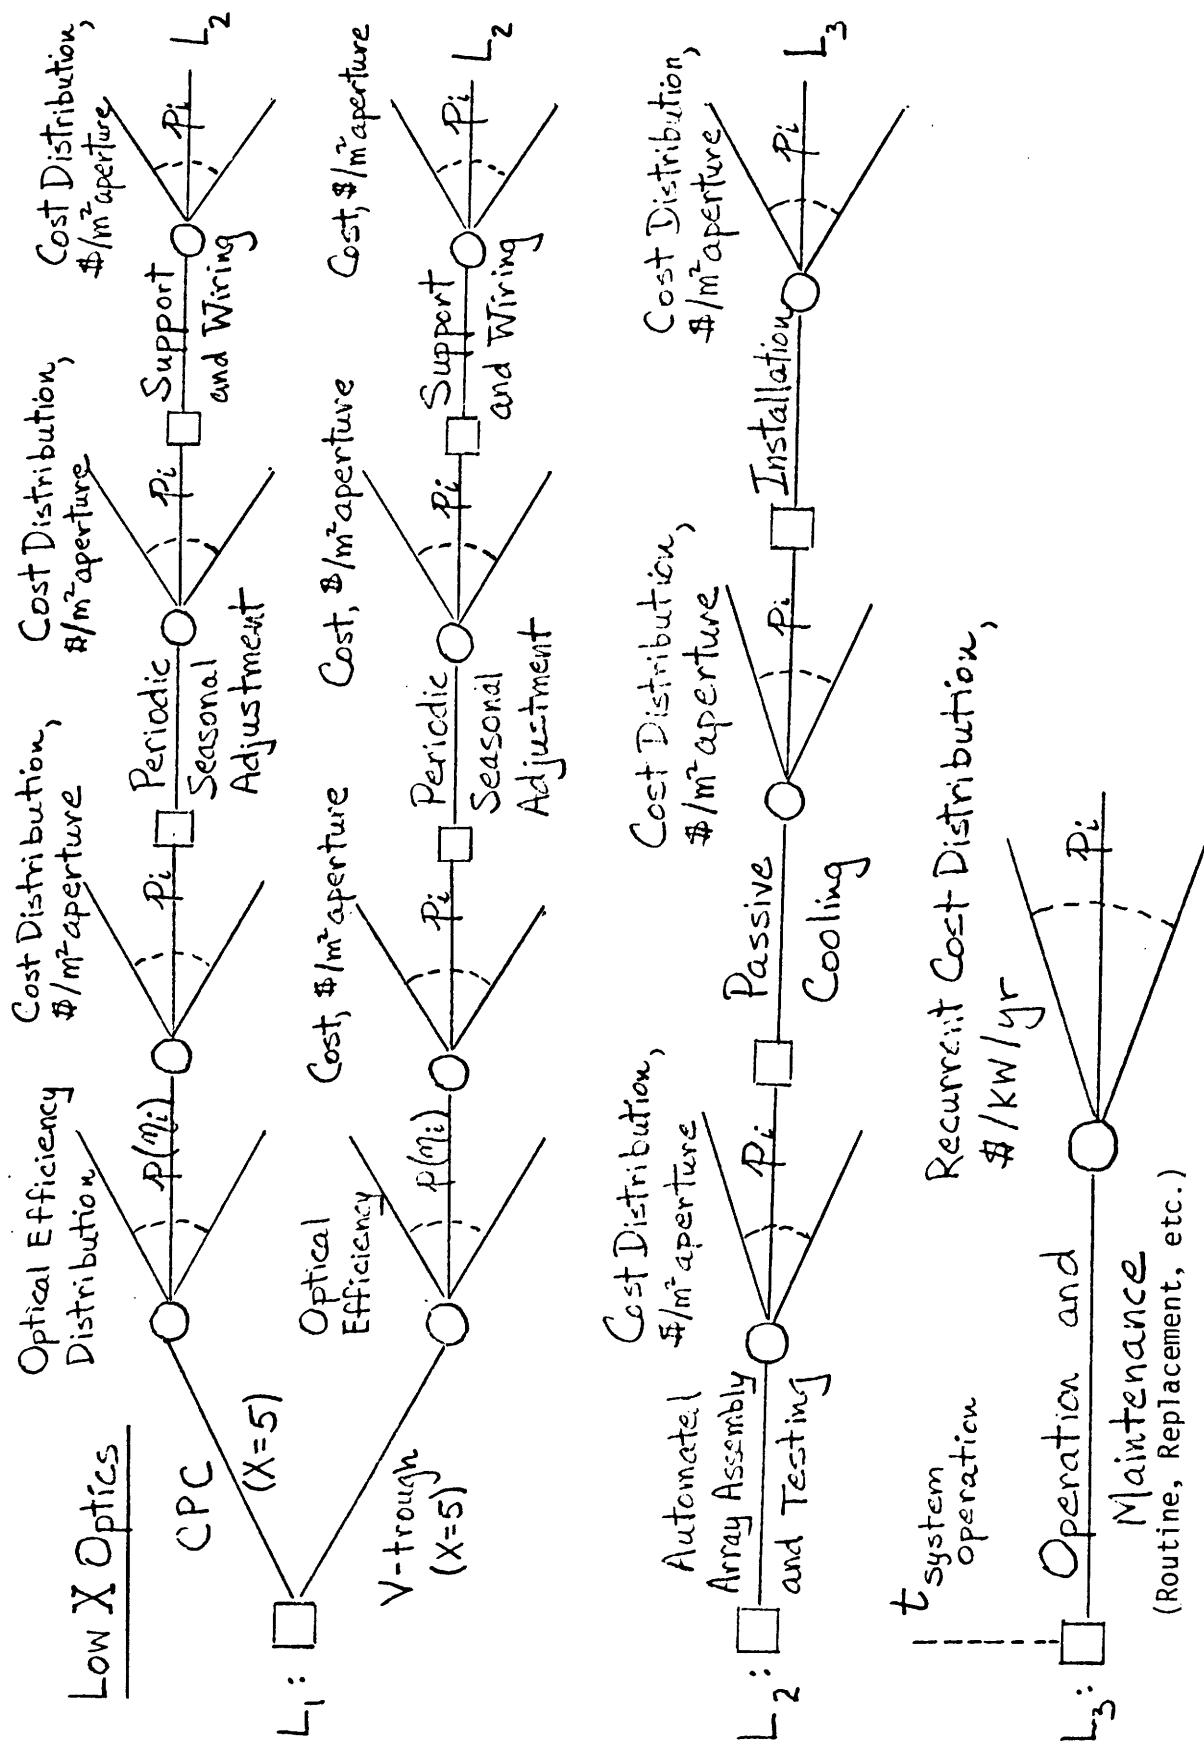 Low X Optics
L1:
CPC
(X=5)
Optical Efficiency
Distribution
p(ηi)
Cost Distribution,
$/m² aperture
pi
Periodic
Seasonal
Adjustment
Cost Distribution,
$/m² aperture
pi
Support
and Wiring
Cost Distribution,
$/m² aperture
pi
L2
V-trough
(X=5)
Optical
Efficiency
p(ηi)
Cost, $/m² aperture
pi
Periodic
Seasonal
Adjustment
Cost, $/m² aperture
pi
Support
and Wiring
Cost, $/m² aperture
pi
L2
L2:
Automated
Array Assembly
and Testing
Cost Distribution,
$/m² aperture
pi
Passive
Cooling
Cost Distribution,
$/m² aperture
pi
Installation
Cost Distribution,
$/m² aperture
pi
L3
L3:
t system
operation
Operation and
Maintenance
(Routine, Replacement, etc.)
Recurrent Cost Distribution,
$/KW/yr
pi